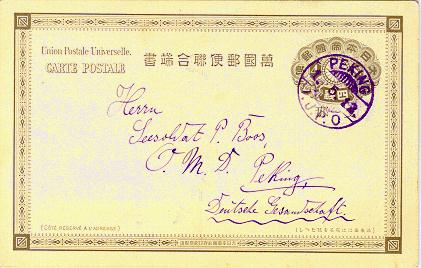 Union Postale Universelle.
CARTE POSTALE
書端合聯便郵國萬
PEKING
I.J.P.O
Herrn
Seesoldat P. Boos,
O. M. D. Peking,
Deutsche Gesandtschaft.
(CÔTÉ RÉSERVÉ À L'ADRESSE)